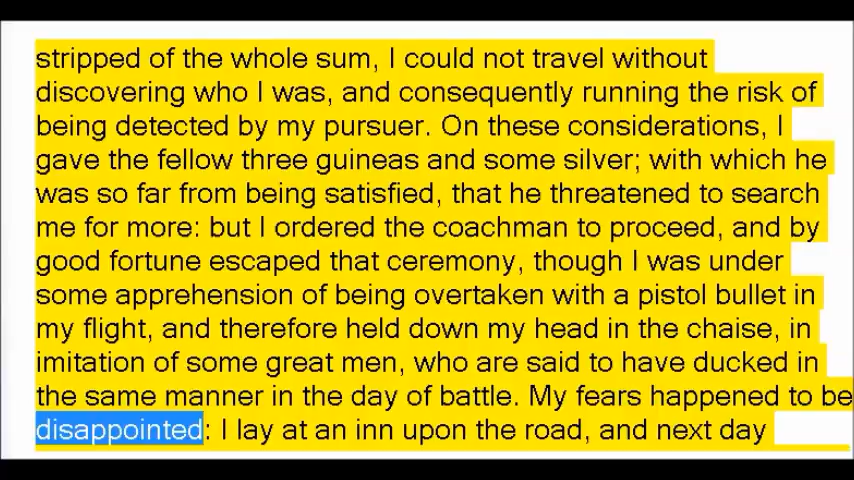 stripped of the whole sum, I could not travel without
discovering who I was, and consequently running the risk of
being detected by my pursuer. On these considerations, I
gave the fellow three guineas and some silver; with which he
was so far from being satisfied, that he threatened to search
me for more: but I ordered the coachman to proceed, and by
good fortune escaped that ceremony, though I was under
some apprehension of being overtaken with a pistol bullet in
my flight, and therefore held down my head in the chaise, in
imitation of some great men, who are said to have ducked in
the same manner in the day of battle. My fears happened to be
disappointed: I lay at an inn upon the road, and next day